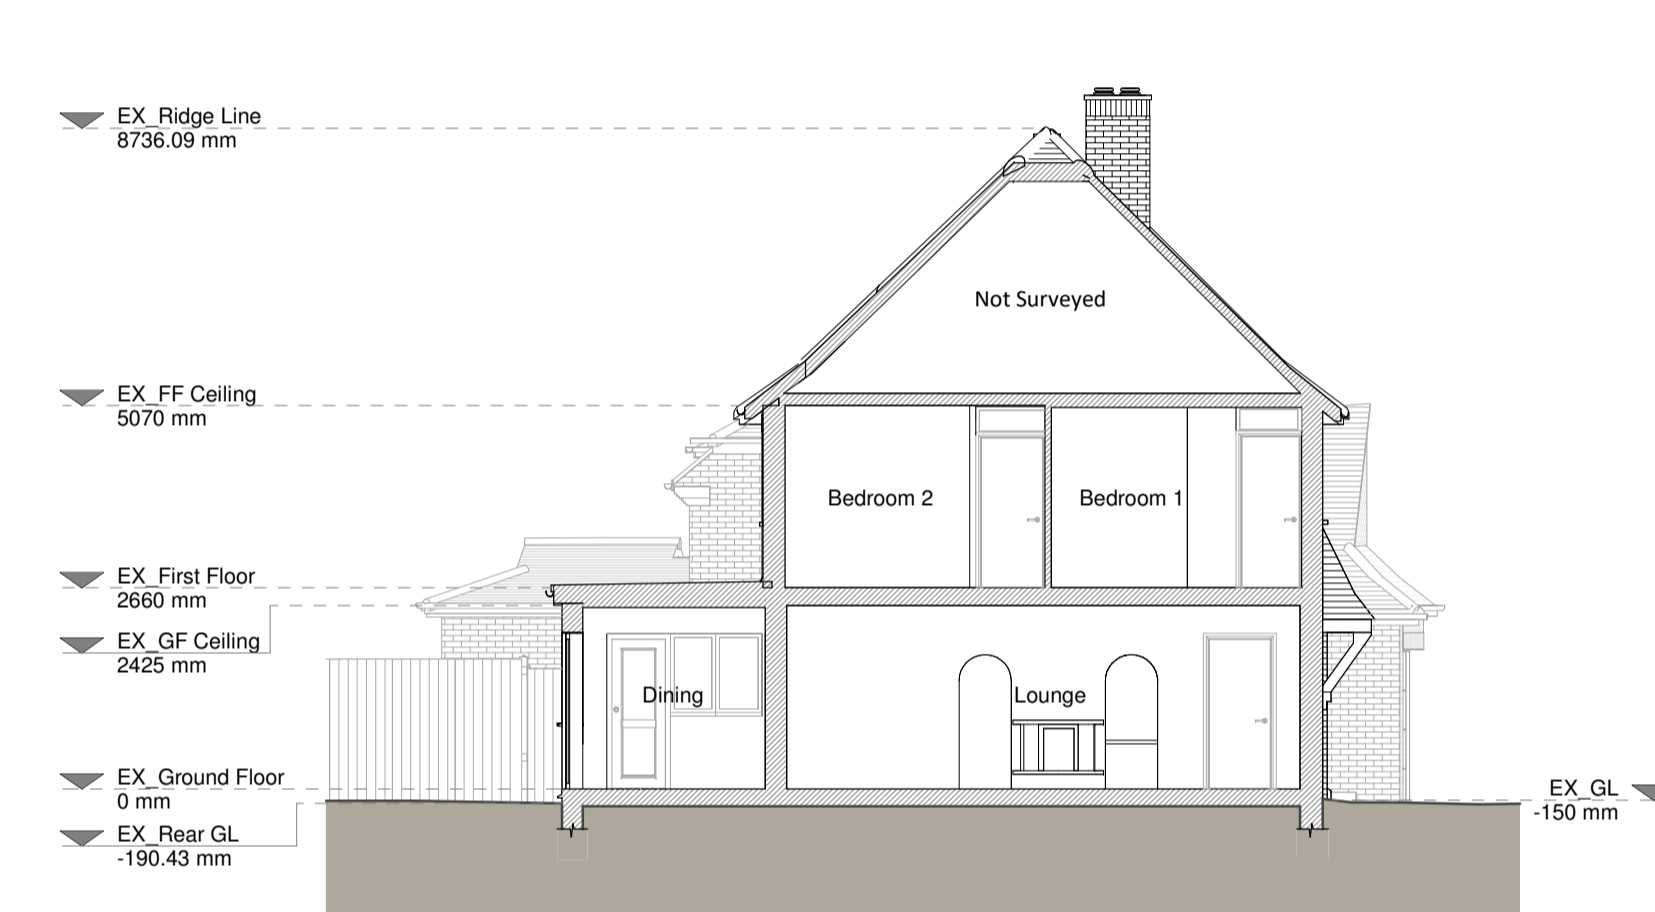 EX_Ridge Line
8736.09 mm
Not Surveyed
EX_FF Ceiling
5070 mm
Bedroom 2
Bedroom 1
EX_First Floor
2660 mm
EX_GF Ceiling
2425 mm
Dining
Lounge
EX_Ground Floor
0 mm
EX_GL
-150 mm
EX_Rear GL
-190.43 mm